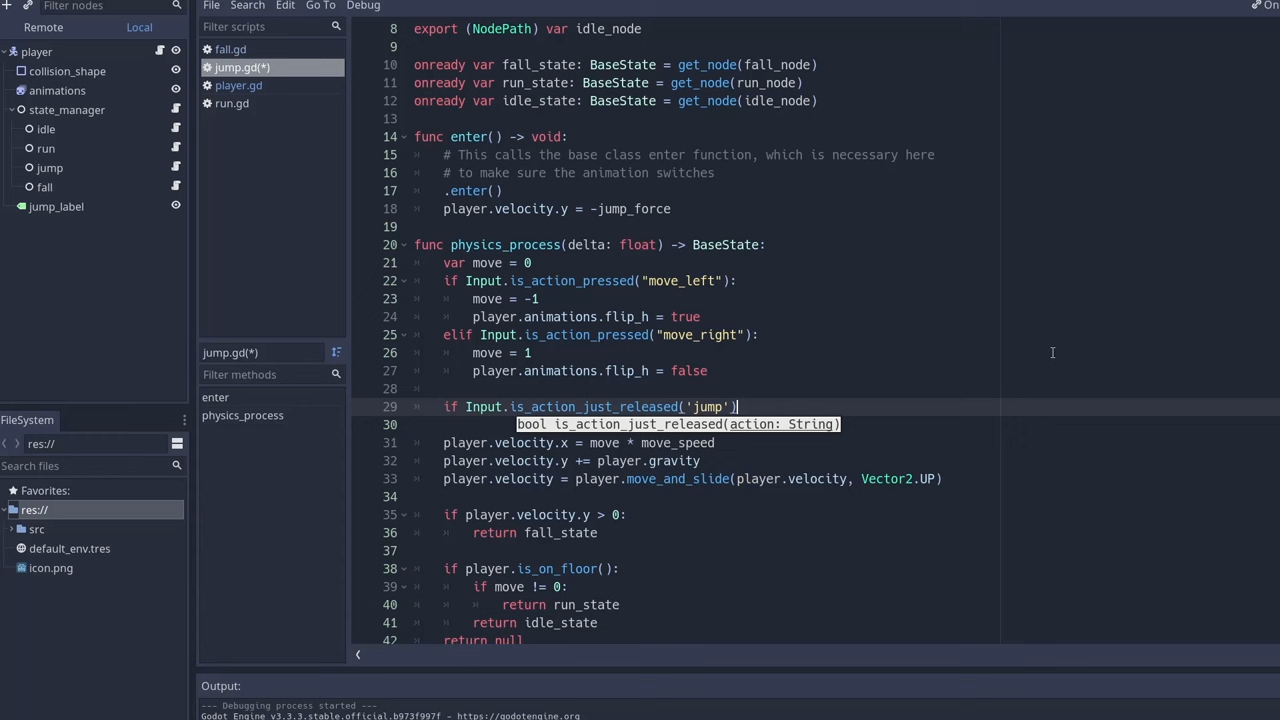 Filter nodes
Remote Local
player
collision_shape
animations
state_manager
idle
run
jump
fall
jump_label
FileSystem
res://
Search files
Favorites:
res://
src
default_env.tres
icon.png
File Search Edit Go To Debug
On
Filter scripts
fall.gd
jump.gd(*)
player.gd
run.gd
jump.gd(*)
Filter methods
enter
physics_process
8 export (NodePath) var idle_node
9
10 onready var fall_state: BaseState = get_node(fall_node)
11 onready var run_state: BaseState = get_node(run_node)
12 onready var idle_state: BaseState = get_node(idle_node)
13
14 func enter() -> void:
15 # This calls the base class enter function, which is necessary here
16 # to make sure the animation switches
17 .enter()
18 player.velocity.y = -jump_force
19
20 func physics_process(delta: float) -> BaseState:
21 var move = 0
22 if Input.is_action_pressed("move_left"):
23 move = -1
24 player.animations.flip_h = true
25 elif Input.is_action_pressed("move_right"):
26 move = 1
27 player.animations.flip_h = false
28
29 if Input.is_action_just_released('jump')
30 bool is_action_just_released(action: String)
31 player.velocity.x = move * move_speed
32 player.velocity.y += player.gravity
33 player.velocity = player.move_and_slide(player.velocity, Vector2.UP)
34
35 if player.velocity.y > 0:
36 return fall_state
37
38 if player.is_on_floor():
39 if move != 0:
40 return run_state
41 return idle_state
42 return null
Output:
--- Debugging process started ---
Godot Engine v3.3.3.stable.official.b973f997f - https://godotengine.org